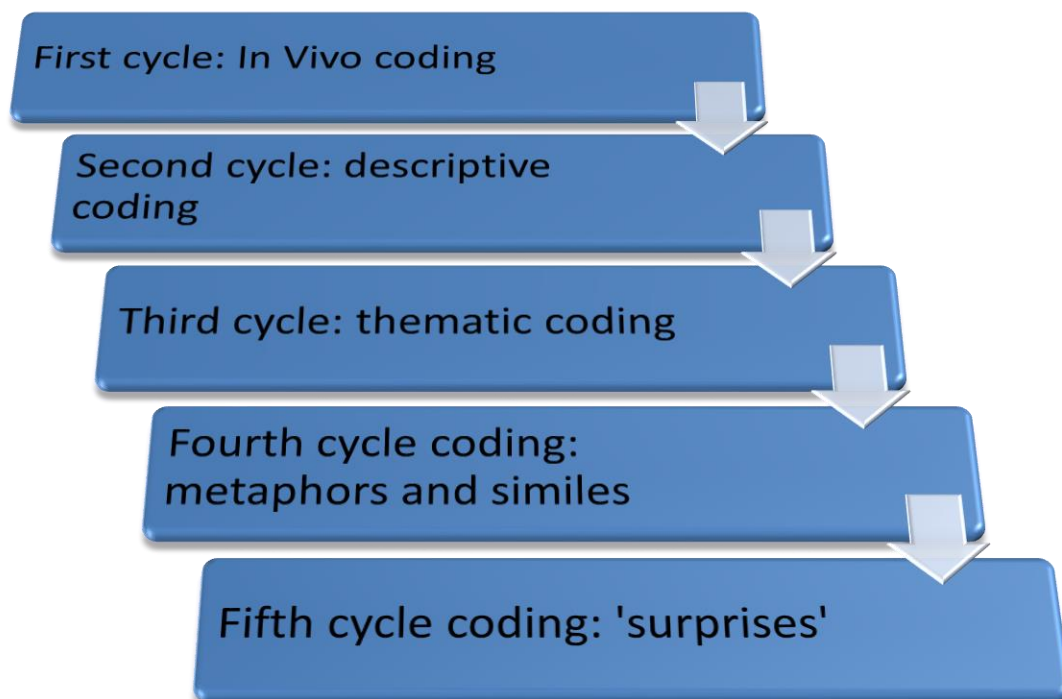 First cycle: In Vivo coding
Second cycle: descriptive
coding
Third cycle: thematic coding
Fourth cycle coding:
metaphors and similes
Fifth cycle coding: 'surprises'